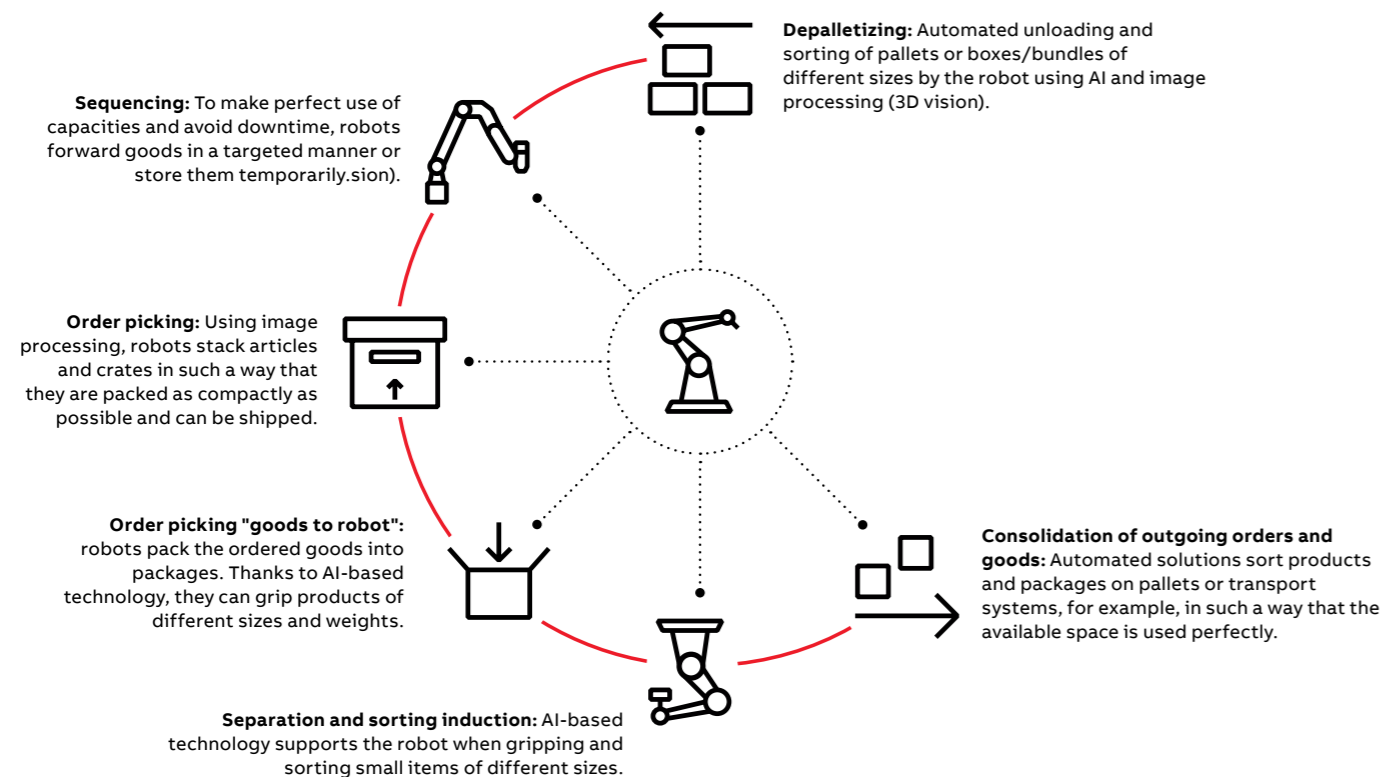 Depalletizing: Automated unloading and
sorting of pallets or boxes/bundles of
different sizes by the robot using AI and image
processing (3D vision).
Sequencing: To make perfect use of
capacities and avoid downtime, robots
forward goods in a targeted manner or
store them temporarily.sion).
Order picking: Using image
processing, robots stack articles
and crates in such a way that
they are packed as compactly as
possible and can be shipped.
Order picking "goods to robot":
robots pack the ordered goods into
packages. Thanks to AI-based
technology, they can grip products of
different sizes and weights.
Separation and sorting induction: AI-based
technology supports the robot when gripping and
sorting small items of different sizes.
Consolidation of outgoing orders and
goods: Automated solutions sort products
and packages on pallets or transport
systems, for example, in such a way that the
available space is used perfectly.